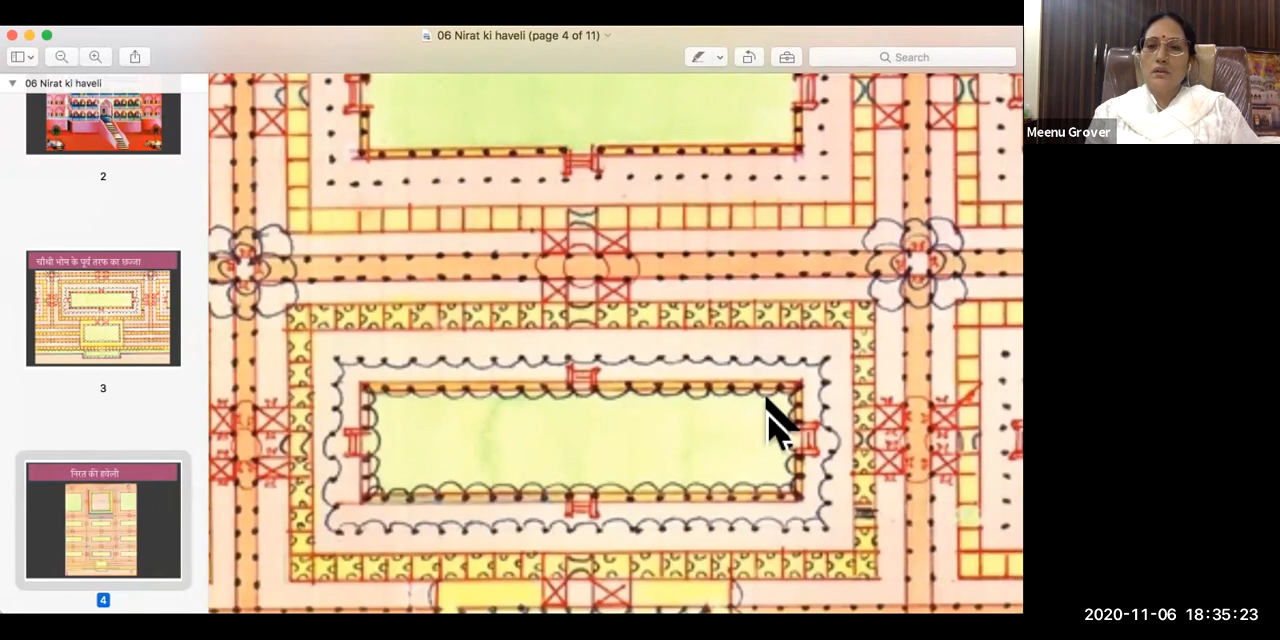 06 Nirat ki haveli (page 4 of 11)
Search
06 Nirat ki haveli
2
चौथी भोम के पूर्व तरफ का छज्जा
3
निरत की हवेली
4
Meenu Grover
2020-11-06 18:35:23